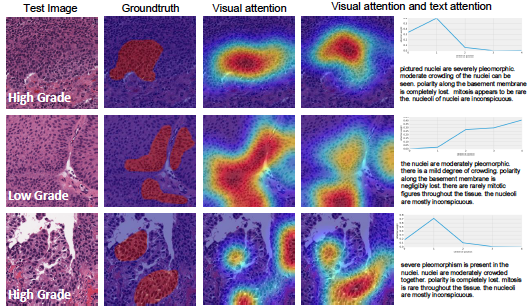 Test Image Groundtruth Visual attention Visual attention and text attention
High Grade
pictured nuclei are severely pleomorphic.
moderate crowding of the nuclei can be
seen. polarity along the basement membrane
is completely lost. mitosis appears to be rare
the. nucleoli of nuclei are inconspicuous.
Low Grade
the nuclei are moderately pleomorphic.
there is a mild degree of crowding. polarity
along the basement membrane is
negligibly lost. there are rarely mitotic
figures throughout the tissue. the nucleoli
are mostly inconspicuous.
High Grade
severe pleomorphism is present in the
nuclei. nuclei are moderately crowded
together. polarity is completely lost. mitosis
is rare throughout the tissue. the nucleoli
are mostly inconspicuous.